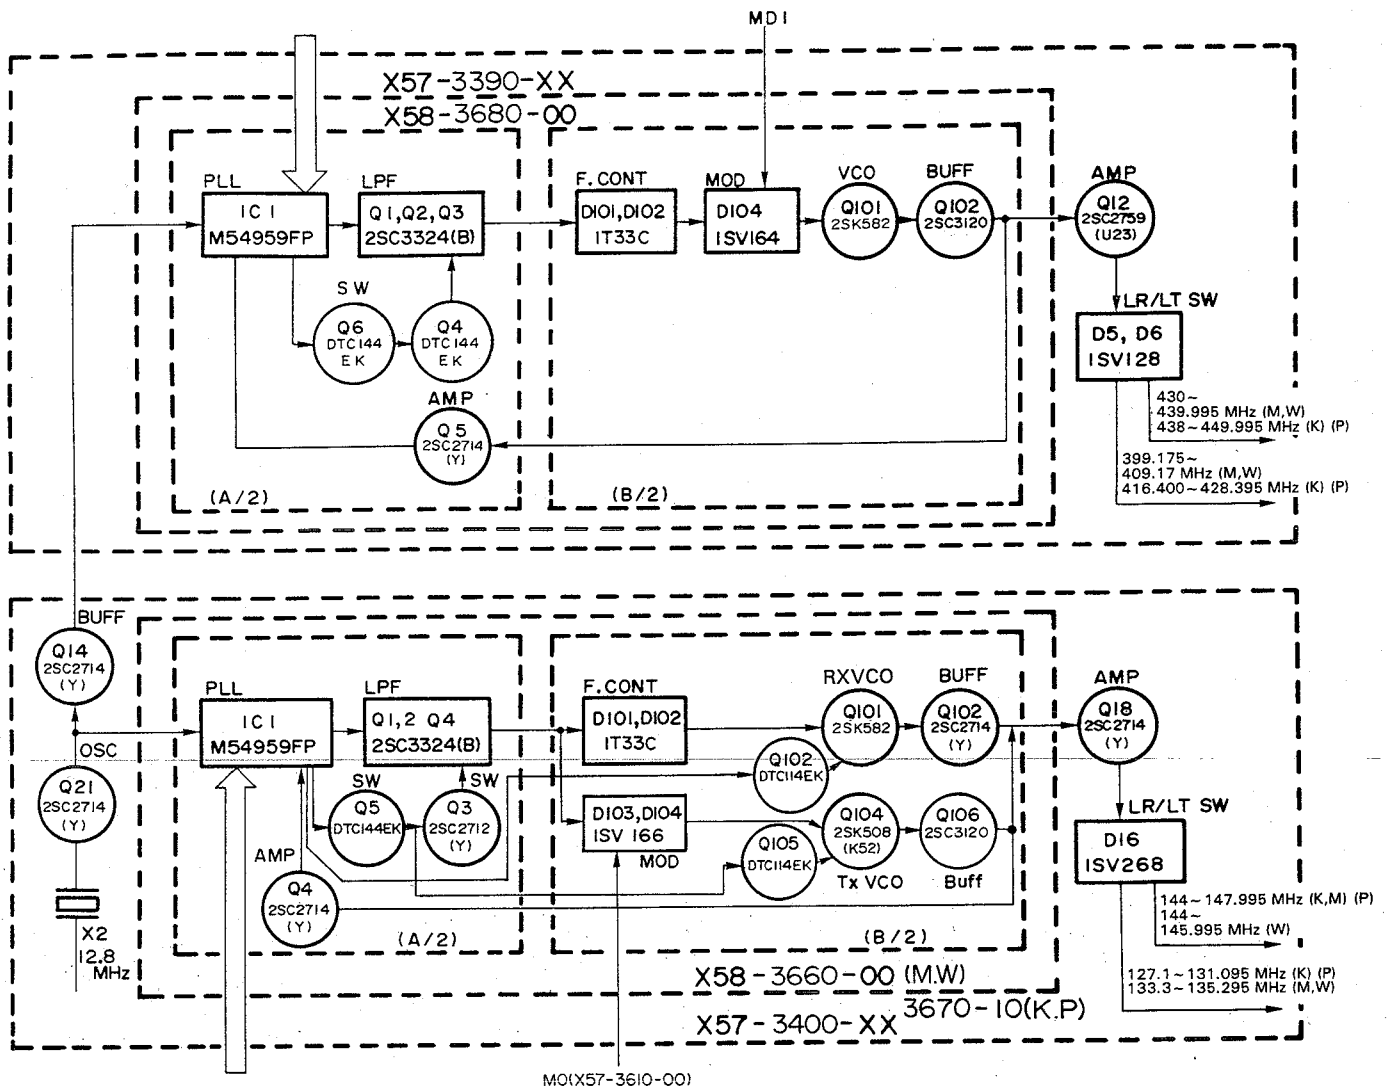 MD1
X57-3390-XX
X58-3680-00
PLL
IC1
M54959FP
LPF
Q1,Q2,Q3
2SC3324(B)
F.CONT
D101,D102
1T33C
MOD
D104
1SV164
VCO
Q101
2SK582
BUFF
Q102
2SC3120
AMP
Q12
2SC2759
(U23)
SW
Q6
DTC144
EK
Q4
DTC144
EK
LR/LT SW
D5, D6
1SV128
AMP
Q5
2SC2714
(Y)
430~
439.995 MHz (M,W)
438~449.995 MHz (K) (P)
399.175~
409.17 MHz (M,W)
416.400~428.395 MHz (K) (P)
(A/2)
(B/2)
BUFF
Q14
2SC2714
(Y)
OSC
Q21
2SC2714
(Y)
X2
12.8
MHz
PLL
IC1
M54959FP
LPF
Q1,2 Q4
2SC3324(B)
F.CONT
D101,D102
1T33C
RXVCO
Q101
2SK582
BUFF
Q102
2SC2714
(Y)
AMP
Q18
2SC2714
(Y)
Q102
DTC114EK
SW
Q5
DTC144EK
SW
Q3
2SC2712
(Y)
D103,D104
1SV 166
MOD
Q104
2SK508
(K52)
Tx VCO
Q106
2SC3120
Buff
Q105
DTC114EK
LR/LT SW
D16
1SV268
AMP
Q4
2SC2714
(Y)
(A/2)
(B/2)
144~147.995 MHz (K,M) (P)
144~
145.995 MHz (W)
127.1~131.095 MHz (K) (P)
133.3~135.295 MHz (M,W)
X58-3660-00 (M.W)
3670-10(K.P)
X57-3400-XX
MO(X57-3610-00)